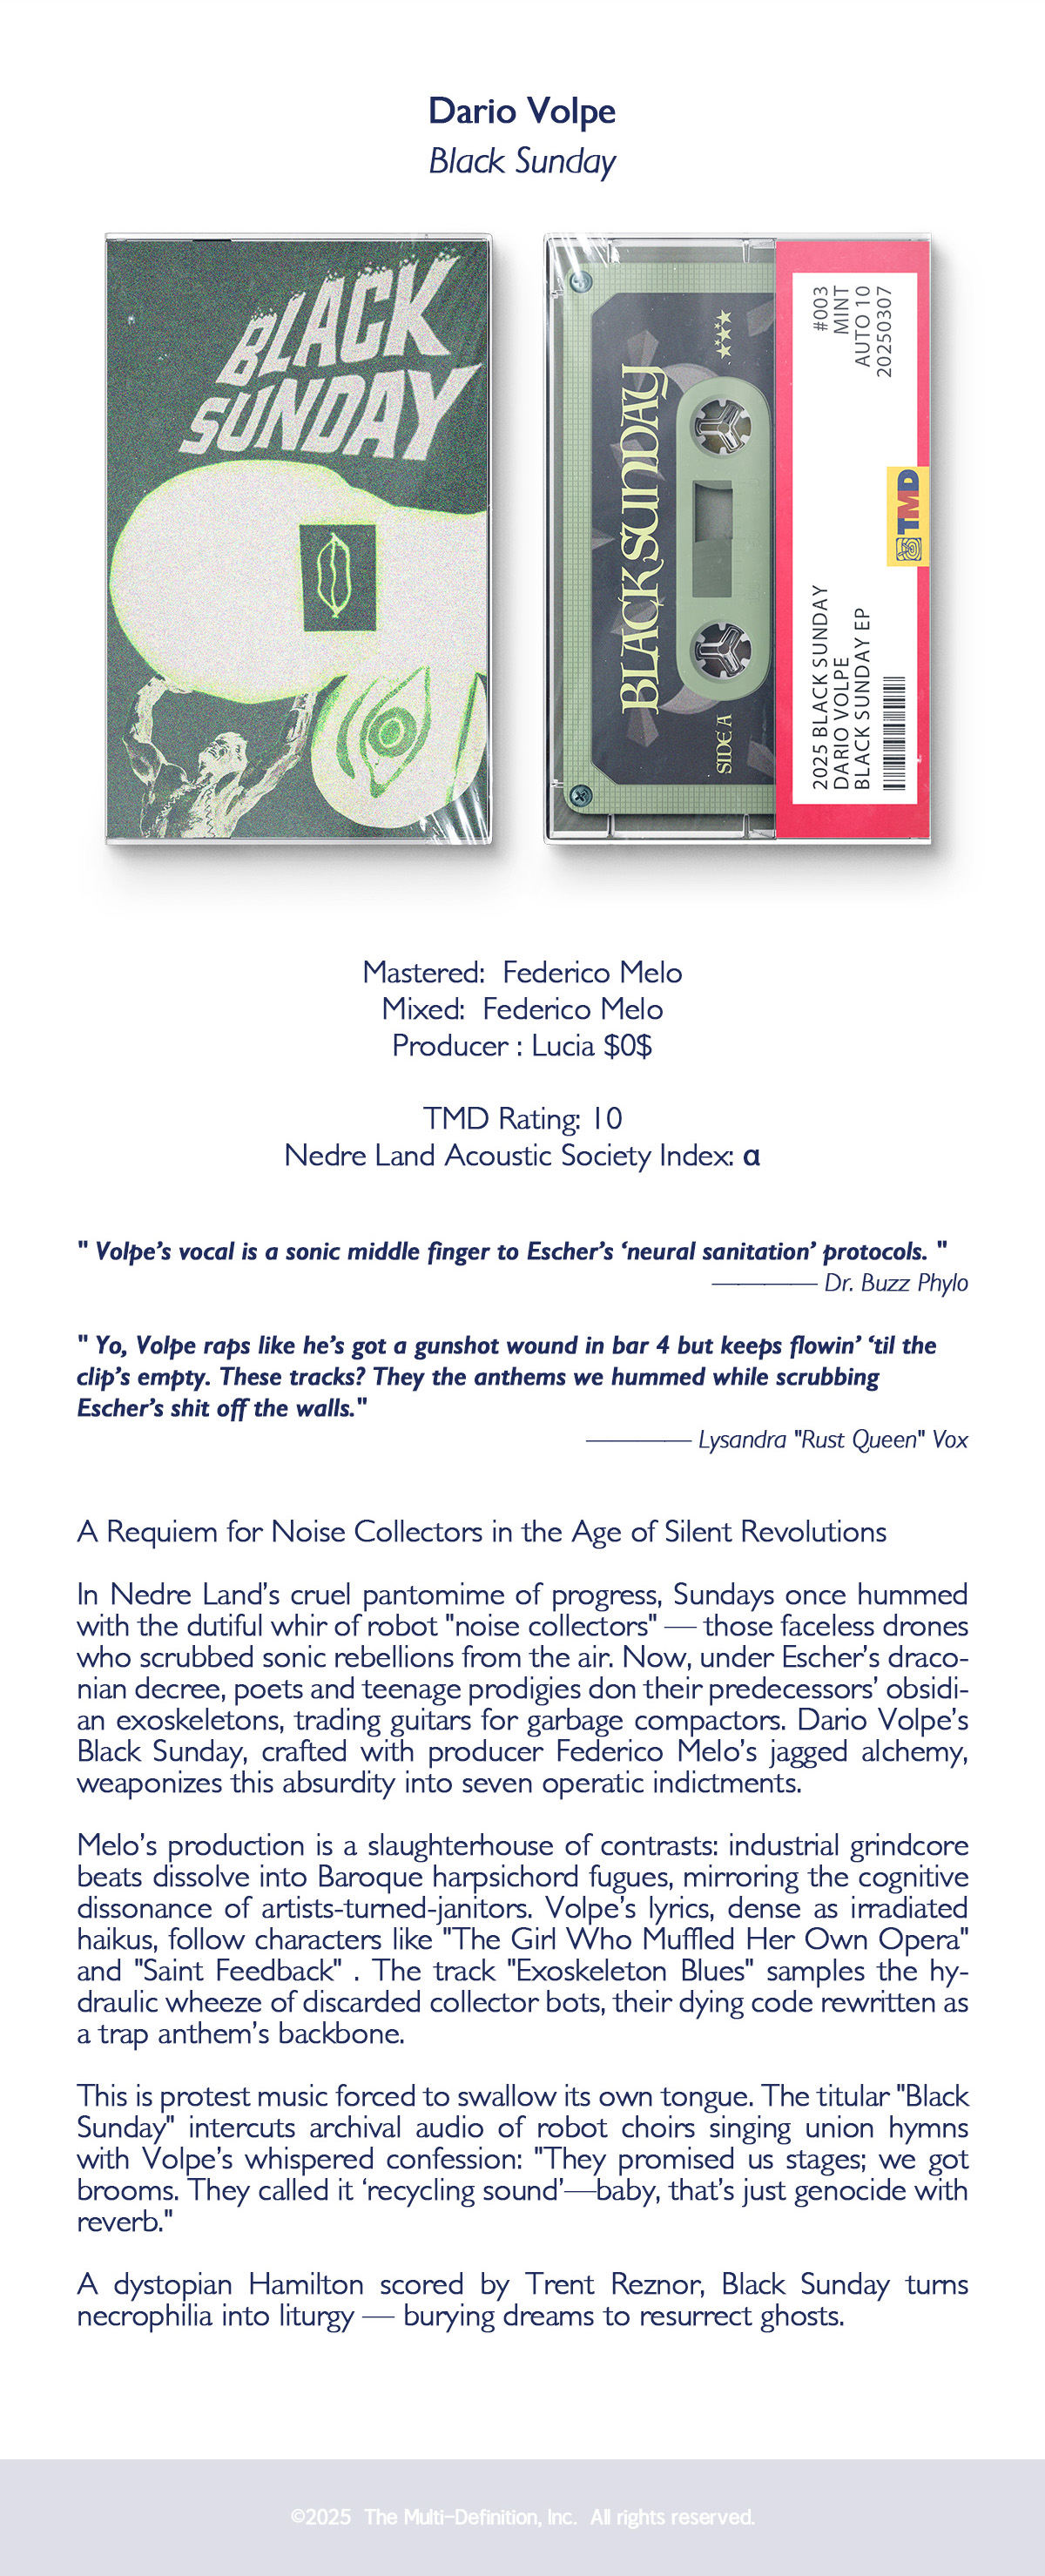 Dario Volpe
Black Sunday
BLACK
SUNDAY
BLACK SUNDAY
SIDE A
#003
MINT
AUTO 10
20250307
TMD
2025 BLACK SUNDAY
DARIO VOLPE
BLACK SUNDAY EP
Mastered:  Federico Melo
Mixed:  Federico Melo
Producer : Lucia $0$
TMD Rating: 10
Nedre Land Acoustic Society Index: α
" Volpe’s vocal is a sonic middle finger to Escher’s ‘neural sanitation’ protocols. "
———— Dr. Buzz Phylo
" Yo, Volpe raps like he’s got a gunshot wound in bar 4 but keeps flowin’ ‘til the
clip’s empty. These tracks? They the anthems we hummed while scrubbing
Escher’s shit off the walls."
———— Lysandra "Rust Queen" Vox
A Requiem for Noise Collectors in the Age of Silent Revolutions
In Nedre Land’s cruel pantomime of progress, Sundays once hummed
with the dutiful whir of robot "noise collectors" — those faceless drones
who scrubbed sonic rebellions from the air. Now, under Escher’s draco-
nian decree, poets and teenage prodigies don their predecessors’ obsidi-
an exoskeletons, trading guitars for garbage compactors. Dario Volpe’s
Black Sunday, crafted with producer Federico Melo’s jagged alchemy,
weaponizes this absurdity into seven operatic indictments.
Melo’s production is a slaughterhouse of contrasts: industrial grindcore
beats dissolve into Baroque harpsichord fugues, mirroring the cognitive
dissonance of artists-turned-janitors. Volpe’s lyrics, dense as irradiated
haikus, follow characters like "The Girl Who Muffled Her Own Opera"
and "Saint Feedback" . The track "Exoskeleton Blues" samples the hy-
draulic wheeze of discarded collector bots, their dying code rewritten as
a trap anthem’s backbone.
This is protest music forced to swallow its own tongue. The titular "Black
Sunday" intercuts archival audio of robot choirs singing union hymns
with Volpe’s whispered confession: "They promised us stages; we got
brooms. They called it ‘recycling sound’—baby, that’s just genocide with
reverb."
A dystopian Hamilton scored by Trent Reznor, Black Sunday turns
necrophilia into liturgy — burying dreams to resurrect ghosts.
©2025  The Multi-Definition, Inc.  All rights reserved.